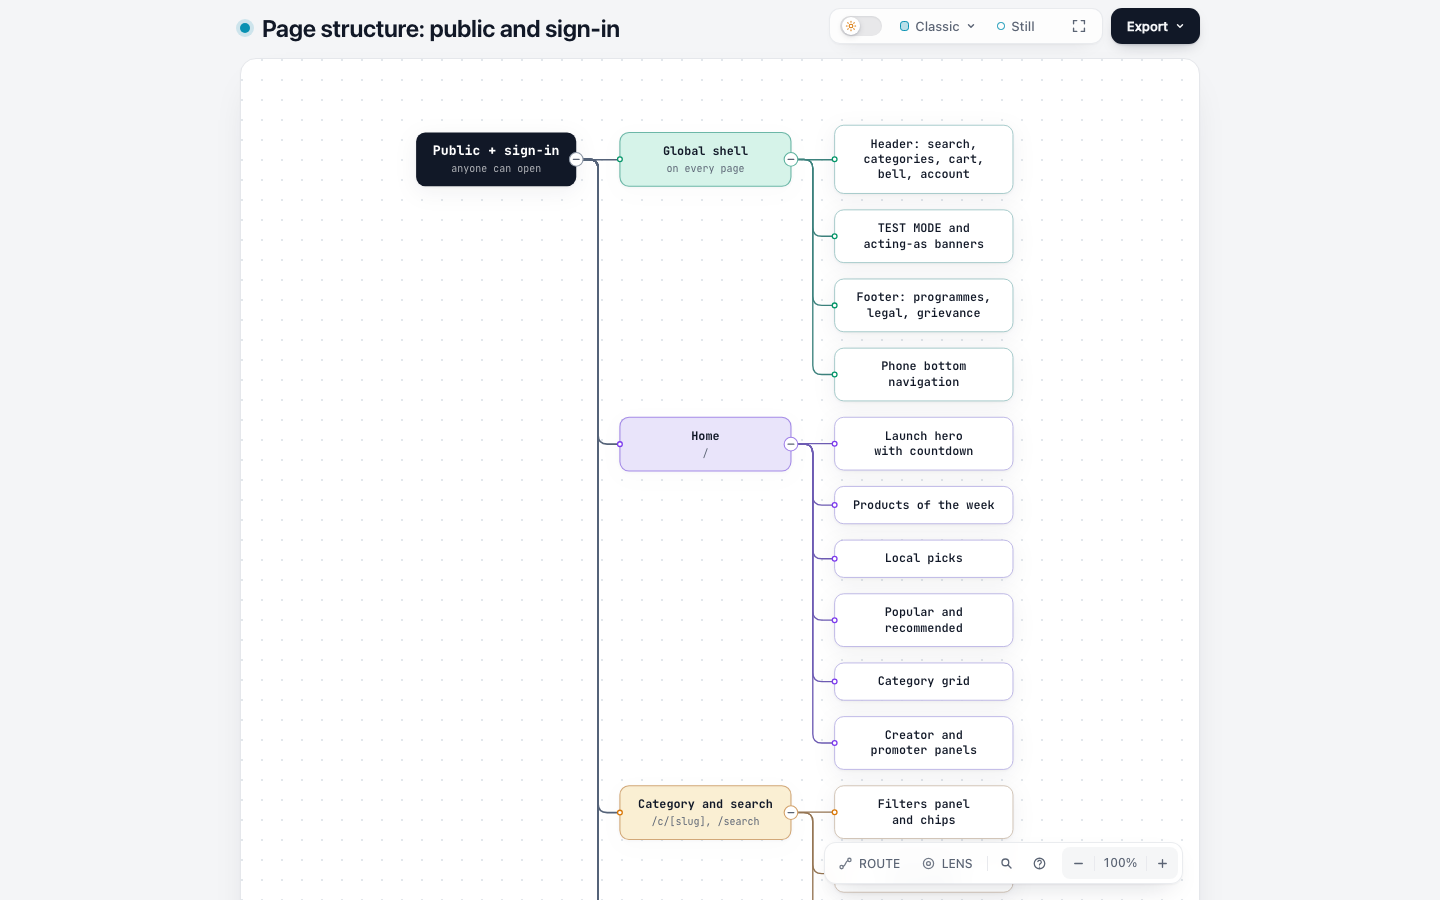 Page structure: public and sign-in
Classic
Still
Export
Public + sign-in
anyone can open
Global shell
on every page
Header: search,
categories, cart,
bell, account
TEST MODE and
acting-as banners
Footer: programmes,
legal, grievance
Phone bottom
navigation
Home
/
Launch hero
with countdown
Products of the week
Local picks
Popular and
recommended
Category grid
Creator and
promoter panels
Category and search
/c/[slug], /search
Filters panel
and chips
ROUTE
LENS
100%